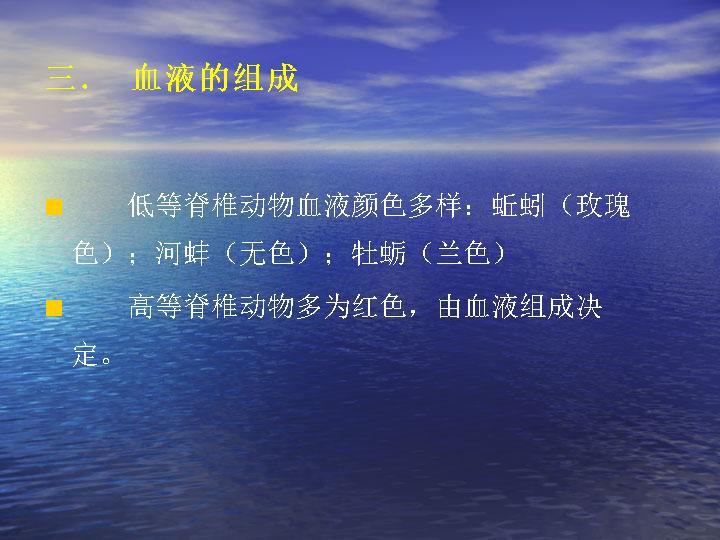 三． 血液的组成
低等脊椎动物血液颜色多样：蚯蚓（玫瑰
色）；河蚌（无色）；牡蛎（兰色）
高等脊椎动物多为红色，由血液组成决
定。